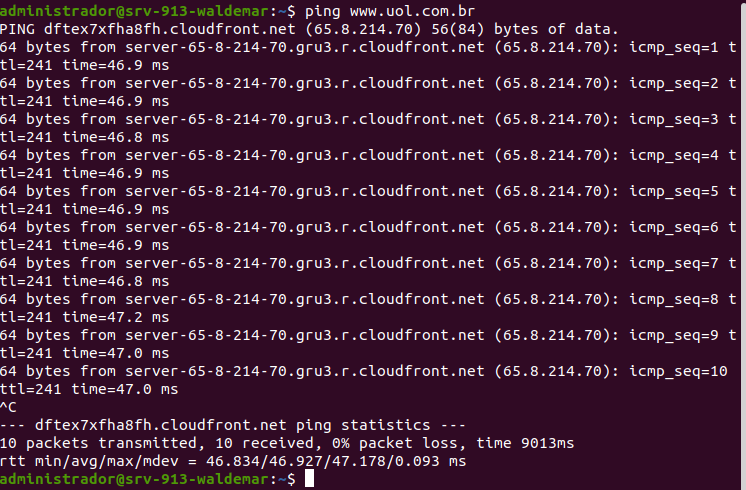 administrador@srv-913-waldemar:~$ ping www.uol.com.br
PING dftex7xfha8fh.cloudfront.net (65.8.214.70) 56(84) bytes of data.
64 bytes from server-65-8-214-70.gru3.r.cloudfront.net (65.8.214.70): icmp_seq=1 t
tl=241 time=46.9 ms
64 bytes from server-65-8-214-70.gru3.r.cloudfront.net (65.8.214.70): icmp_seq=2 t
tl=241 time=46.9 ms
64 bytes from server-65-8-214-70.gru3.r.cloudfront.net (65.8.214.70): icmp_seq=3 t
tl=241 time=46.8 ms
64 bytes from server-65-8-214-70.gru3.r.cloudfront.net (65.8.214.70): icmp_seq=4 t
tl=241 time=46.9 ms
64 bytes from server-65-8-214-70.gru3.r.cloudfront.net (65.8.214.70): icmp_seq=5 t
tl=241 time=46.9 ms
64 bytes from server-65-8-214-70.gru3.r.cloudfront.net (65.8.214.70): icmp_seq=6 t
tl=241 time=46.9 ms
64 bytes from server-65-8-214-70.gru3.r.cloudfront.net (65.8.214.70): icmp_seq=7 t
tl=241 time=46.8 ms
64 bytes from server-65-8-214-70.gru3.r.cloudfront.net (65.8.214.70): icmp_seq=8 t
tl=241 time=47.2 ms
64 bytes from server-65-8-214-70.gru3.r.cloudfront.net (65.8.214.70): icmp_seq=9 t
tl=241 time=47.0 ms
64 bytes from server-65-8-214-70.gru3.r.cloudfront.net (65.8.214.70): icmp_seq=10
ttl=241 time=47.0 ms
^C
--- dftex7xfha8fh.cloudfront.net ping statistics ---
10 packets transmitted, 10 received, 0% packet loss, time 9013ms
rtt min/avg/max/mdev = 46.834/46.927/47.178/0.093 ms
administrador@srv-913-waldemar:~$